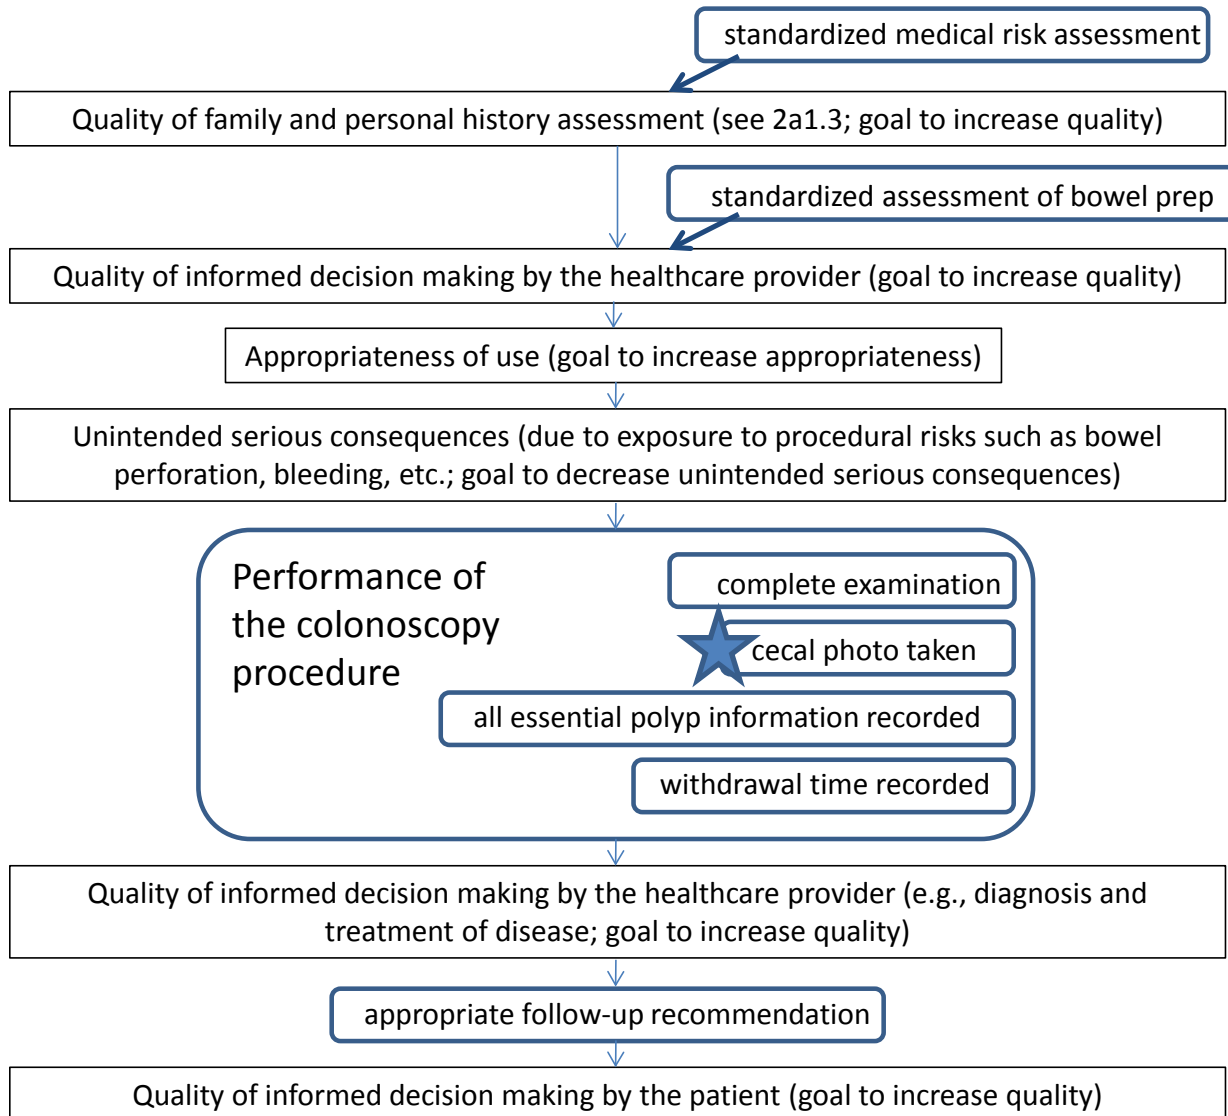 standardized medical risk assessment
Quality of family and personal history assessment (see 2a1.3; goal to increase quality)
standardized assessment of bowel prep
Quality of informed decision making by the healthcare provider (goal to increase quality)
Appropriateness of use (goal to increase appropriateness)
Unintended serious consequences (due to exposure to procedural risks such as bowel
perforation, bleeding, etc.; goal to decrease unintended serious consequences)
Performance of
the colonoscopy
procedure
complete examination
cecal photo taken
all essential polyp information recorded
withdrawal time recorded
Quality of informed decision making by the healthcare provider (e.g., diagnosis and
treatment of disease; goal to increase quality)
appropriate follow-up recommendation
Quality of informed decision making by the patient (goal to increase quality)